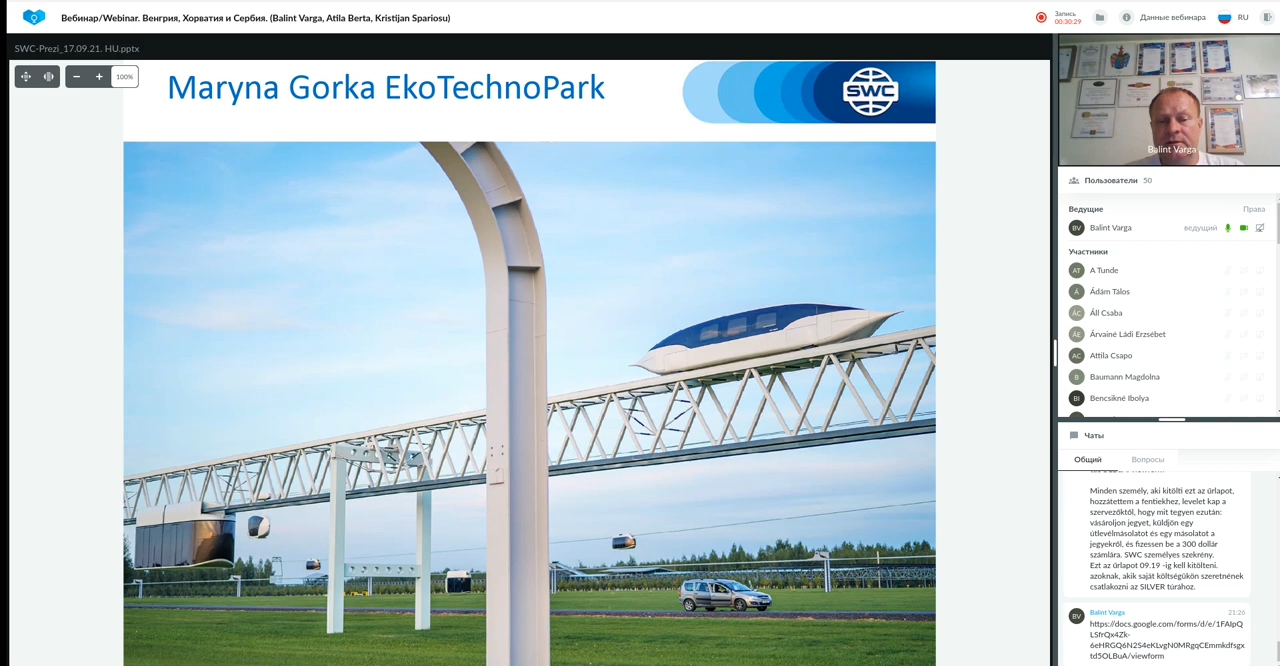 Вебинар/Webinar. Венгрия, Хорватия и Сербия. (Balint Varga, Atila Berta, Kristijan Spariosu)
Запись
00:30:29
Данные вебинара
RU
SWC-Prezi_17.09.21. HU.pptx
100%
Maryna Gorka EkoTechnoPark
SWC
Balint Varga
Пользователи 50
Ведущие Права
BV Balint Varga ведущий
Участники
AT A Tunde
Á Ádám Tálos
ÁC Áll Csaba
ÁE Árvainé Ládi Erzsébet
AC Attila Csapo
B Baumann Magdolna
BI Bencsikné Ibolya
Чаты
Общий Вопросы
Minden személy, aki kitölti ezt az űrlapot,
hozzátettem a fentiekhez, levelet kap a
szervezőktől, hogy mit tegyen ezután:
vásároljon jegyet, küldjön egy
útlevélmásolatot és egy másolatot a
jegyekről, és fizessen be a 300 dollár
számlára. SWC személyes szekrény.
Ezt az űrlapot 09.19 -ig kell kitölteni.
azoknak, akik saját költségükön szeretnének
csatlakozni az SILVER túrához.
BV Balint Varga 21:26
https://docs.google.com/forms/d/e/1FAIpQ
LSfrQx4Zk-
6eHRGQ6N2S4eKLvgN0MRgqCEmmkdfsgx
td5OLBuA/viewform